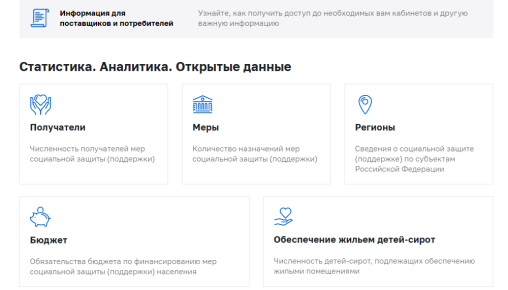 Информация для
поставщиков и потребителей
Узнайте, как получить доступ до необходимых вам кабинетов и другую
важную информацию
Статистика. Аналитика. Открытые данные
Получатели
Численность получателей мер
социальной защиты (поддержки)
Меры
Количество назначений мер
социальной защиты (поддержки)
Регионы
Сведения о социальной защите
(поддержке) по субъектам
Российской Федерации
Бюджет
Обязательства бюджета по финансированию мер
социальной защиты (поддержки) населения
Обеспечение жильем детей-сирот
Численность детей-сирот, подлежащих обеспечению
жилыми помещениями